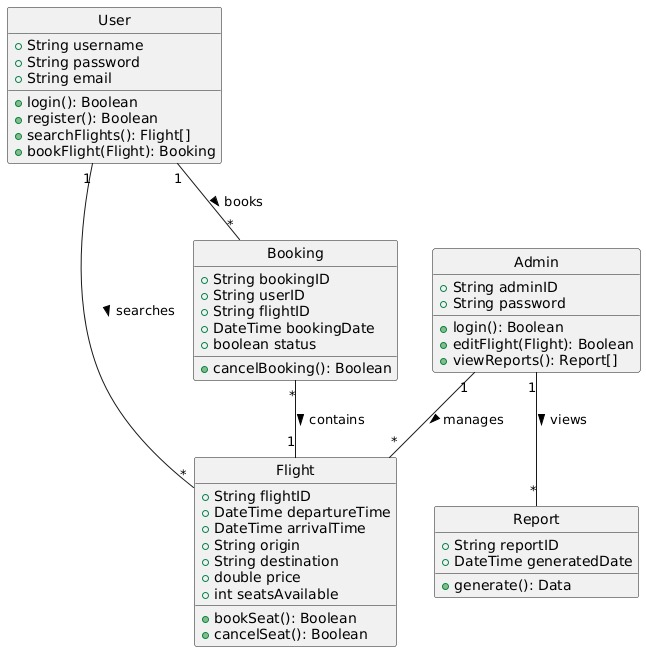 User
String username
String password
String email
login(): Boolean
register(): Boolean
searchFlights(): Flight[]
bookFlight(Flight): Booking
1
1
books
*
searches
*
Booking
String bookingID
String userID
String flightID
DateTime bookingDate
boolean status
cancelBooking(): Boolean
Admin
String adminID
String password
login(): Boolean
editFlight(Flight): Boolean
viewReports(): Report[]
*
contains
1
1
manages
*
1
views
*
Flight
String flightID
DateTime departureTime
DateTime arrivalTime
String origin
String destination
double price
int seatsAvailable
bookSeat(): Boolean
cancelSeat(): Boolean
Report
String reportID
DateTime generatedDate
generate(): Data